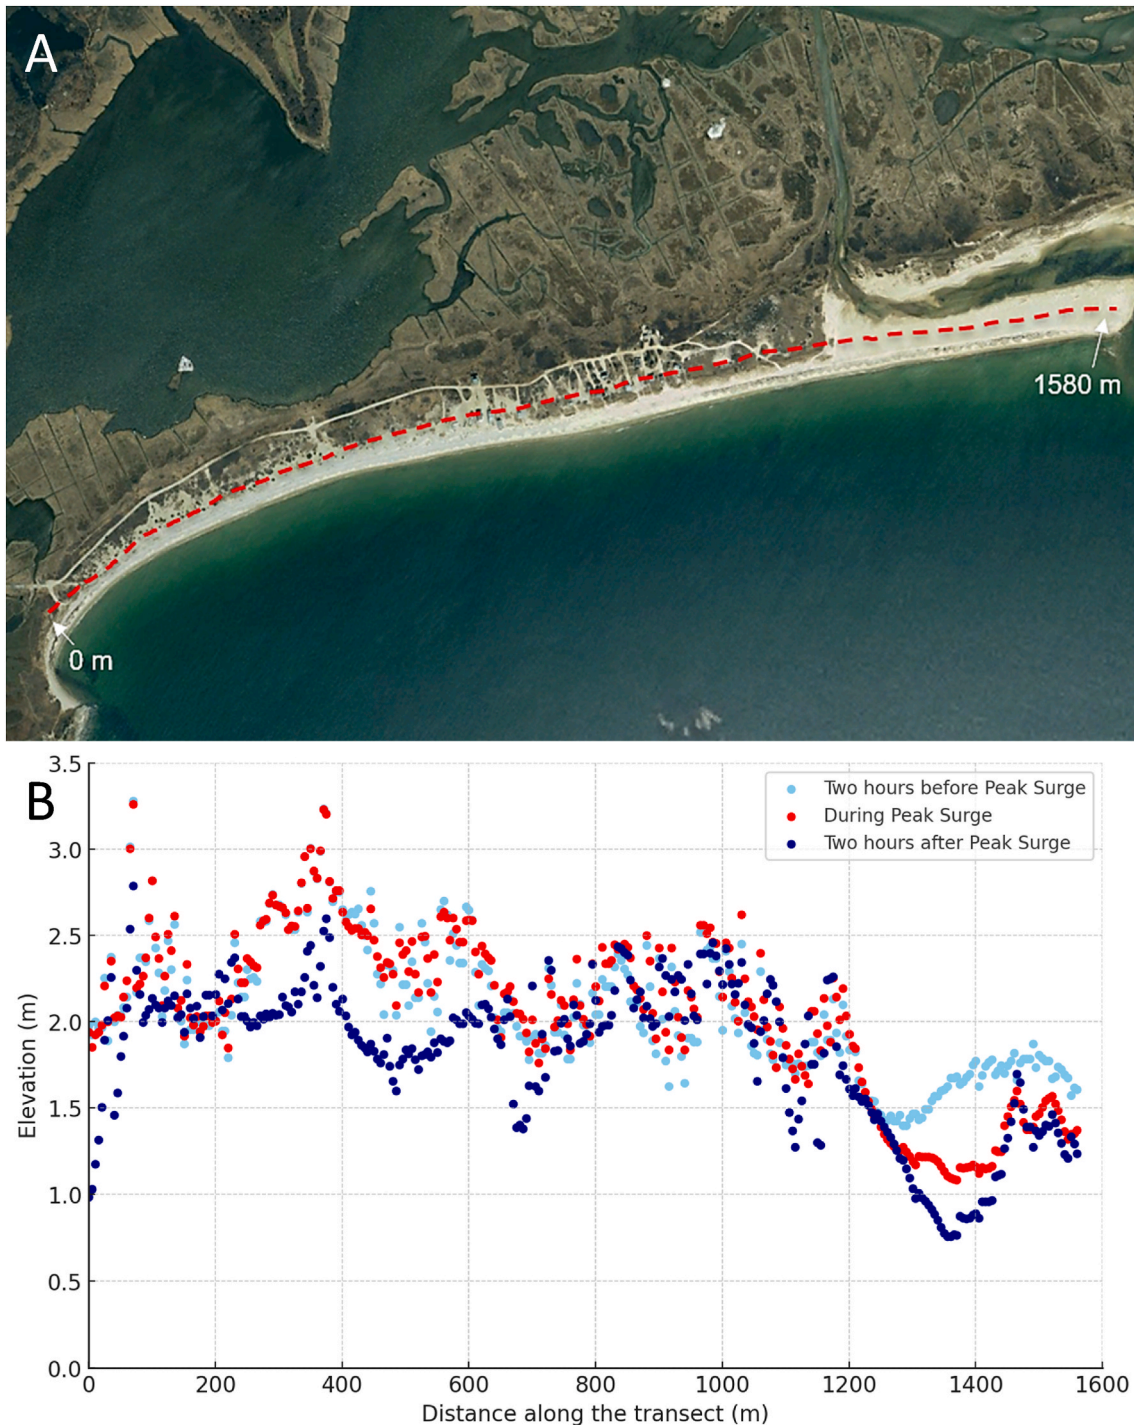 A
0 m
1580 m
B
Two hours before Peak Surge
During Peak Surge
Two hours after Peak Surge
3.5
3.0
2.5
2.0
1.5
1.0
0.5
0.0
Elevation (m)
0 200 400 600 800 1000 1200 1400 1600
Distance along the transect (m)